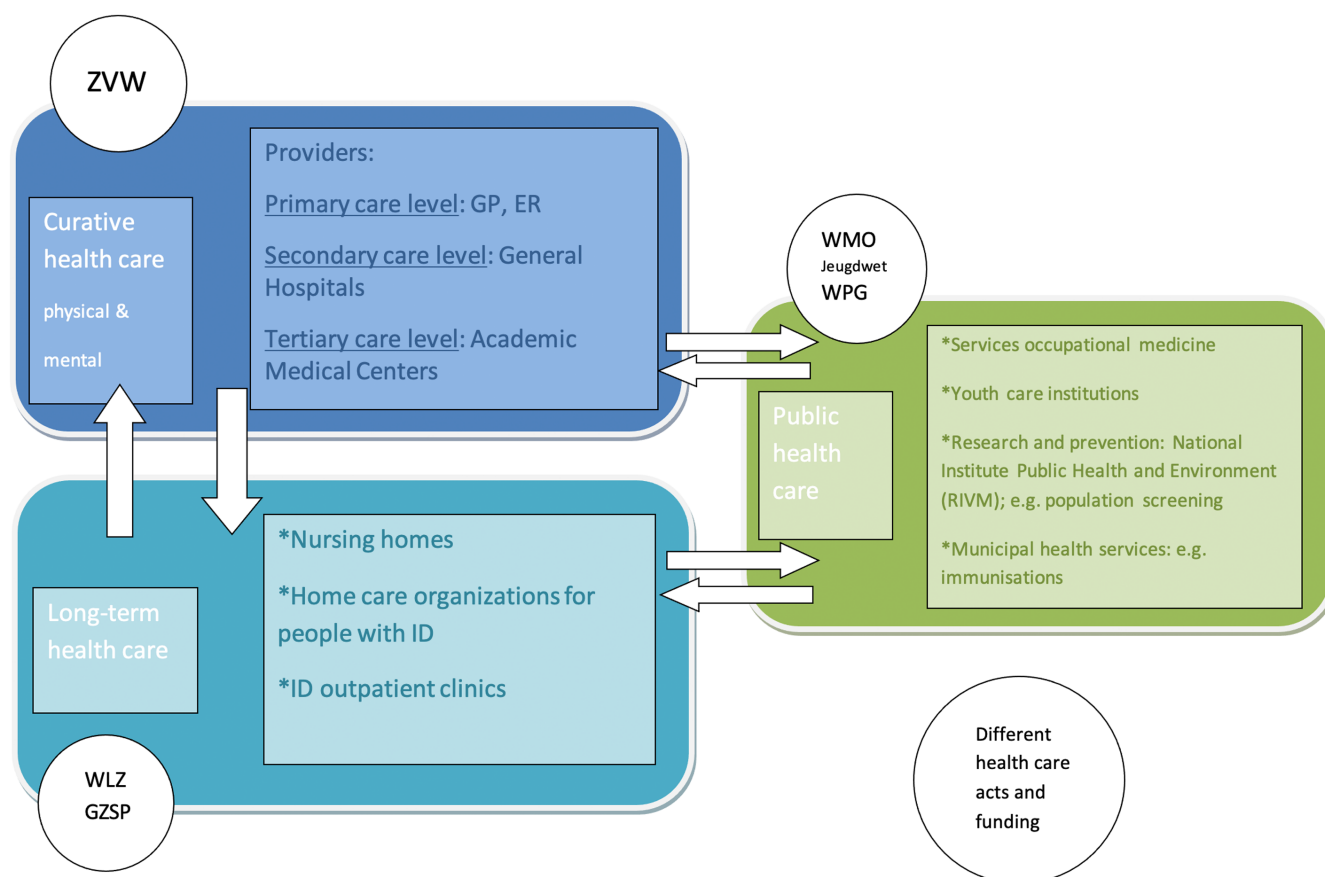 ZVW
Curative
health care
physical &
mental
Providers:
Primary care level: GP, ER
Secondary care level: General
Hospitals
Tertiary care level: Academic
Medical Centers
WMO
Jeugdwet
WPG
Public
health
care
*Services occupational medicine
*Youth care institutions
*Research and prevention: National
Institute Public Health and Environment
(RIVM); e.g. population screening
*Municipal health services: e.g.
immunisations
Long-term
health care
*Nursing homes
*Home care organizations for
people with ID
*ID outpatient clinics
WLZ
GZSP
Different
health care
acts and
funding